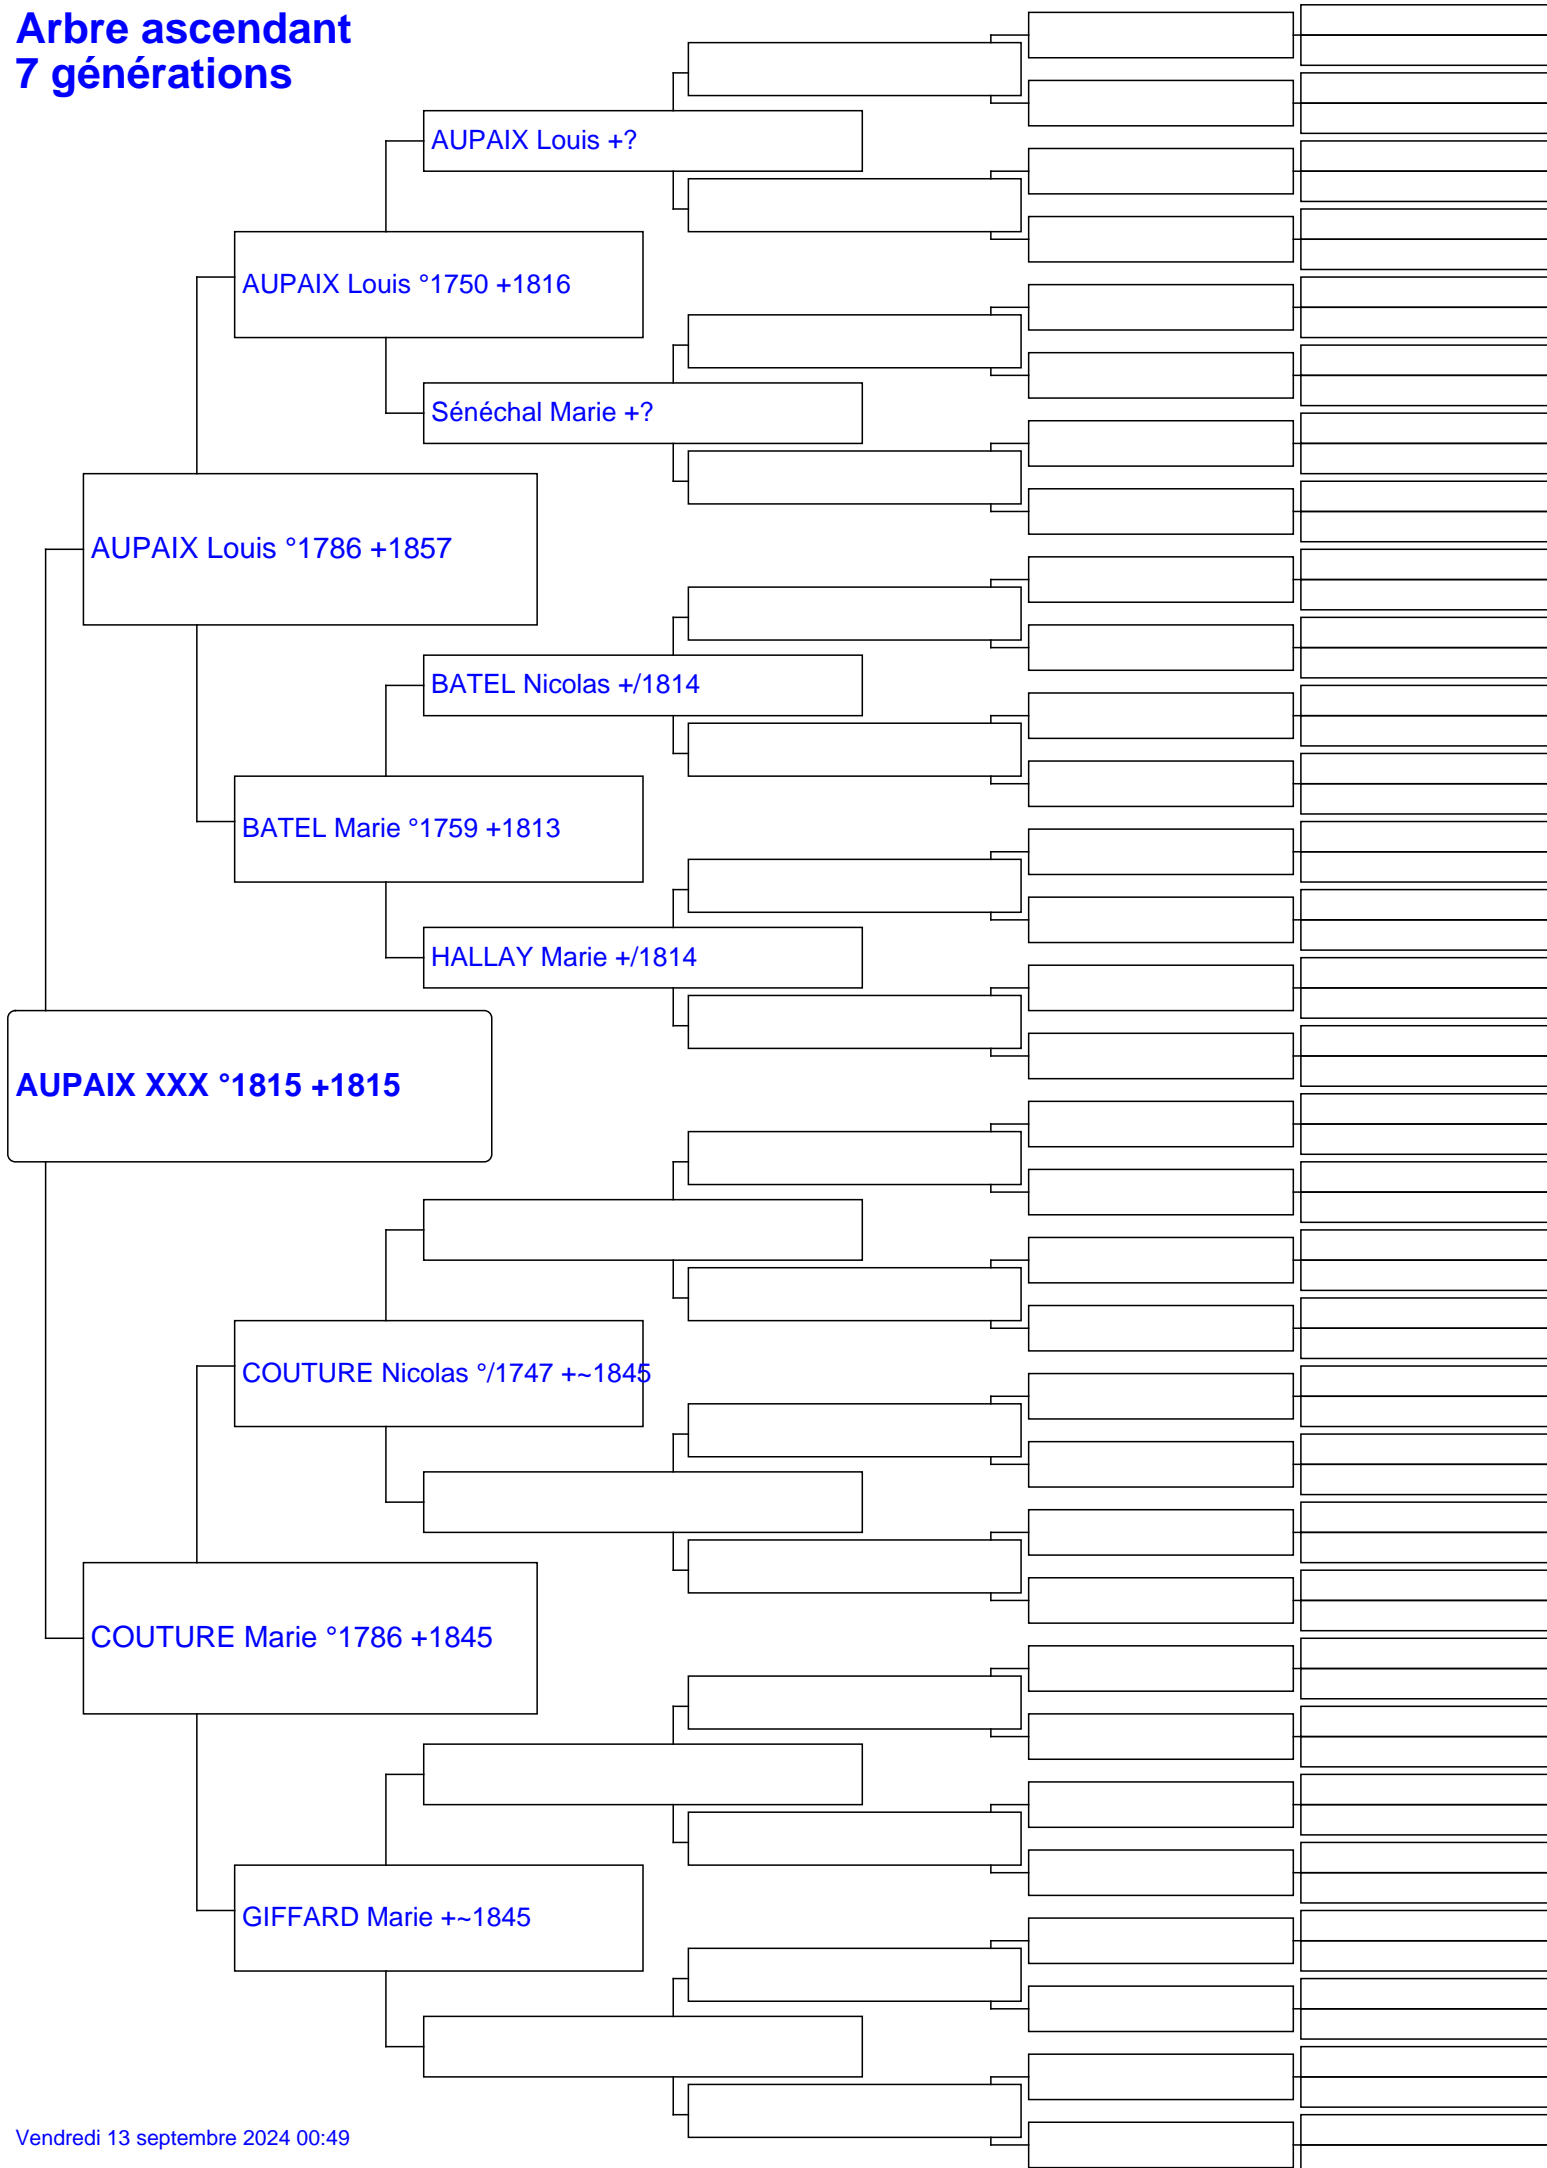 Arbre ascendant
7 générations
AUPAIX Louis +?
AUPAIX Louis °1750 +1816
Sénéchal Marie +?
AUPAIX Louis °1786 +1857
BATEL Nicolas +/1814
BATEL Marie °1759 +1813
HALLAY Marie +/1814
AUPAIX XXX °1815 +1815
COUTURE Nicolas °/1747 +~1845
COUTURE Marie °1786 +1845
GIFFARD Marie +~1845
Vendredi 13 septembre 2024 00:49